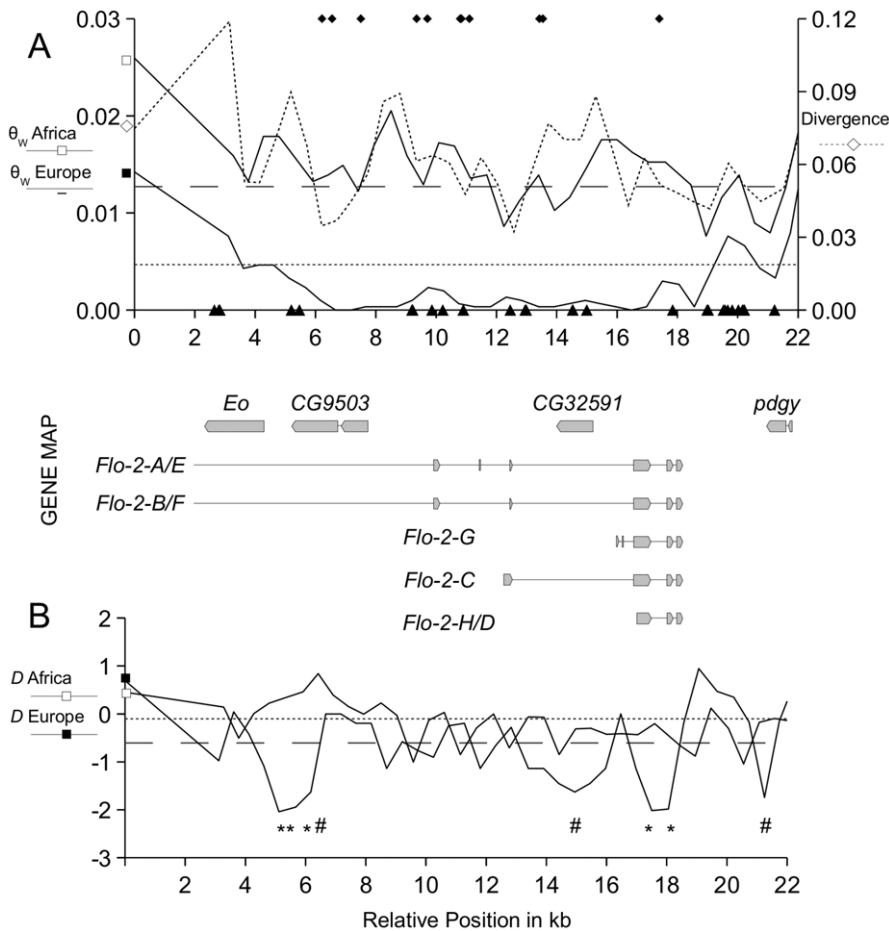 A
0.03
0.02
0.01
0.00
θW Africa
θW Europe
0.12
0.09
0.06
0.03
0.00
Divergence
0 2 4 6 8 10 12 14 16 18 20 22
GENE MAP
Eo CG9503 CG32591 pdgy
Flo-2-A/E
Flo-2-B/F
Flo-2-G
Flo-2-C
Flo-2-H/D
B
2
1
0
-1
-2
-3
D Africa
D Europe
** * # # * * #
2 4 6 8 10 12 14 16 18 20 22
Relative Position in kb